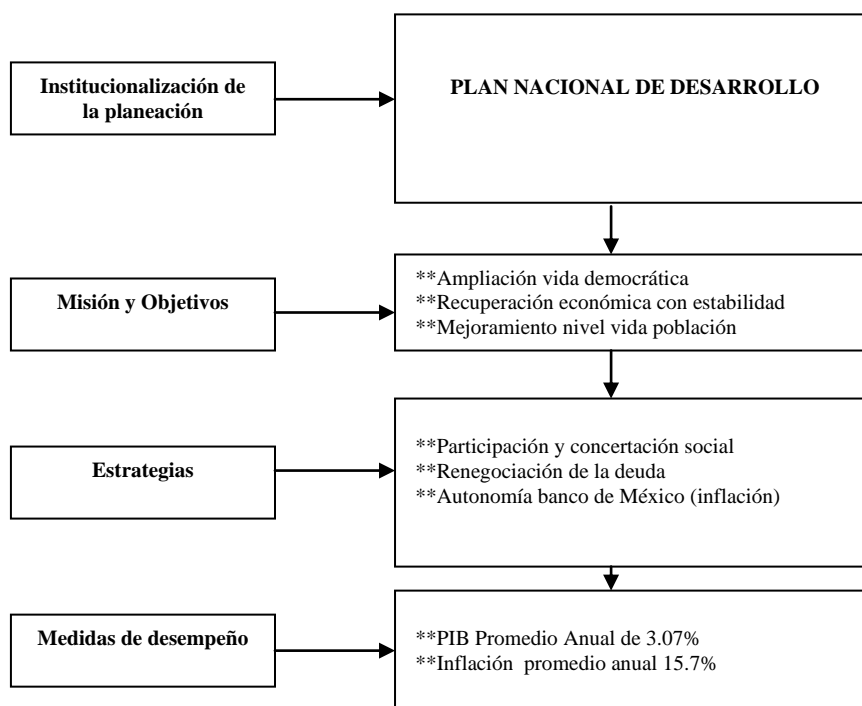 Institucionalización de
la planeación
PLAN NACIONAL DE DESARROLLO
Misión y Objetivos
**Ampliación vida democrática
**Recuperación económica con estabilidad
**Mejoramiento nivel vida población
Estrategias
**Participación y concertación social
**Renegociación de la deuda
**Autonomía banco de México (inflación)
Medidas de desempeño
**PIB Promedio Anual de 3.07%
**Inflación promedio anual 15.7%